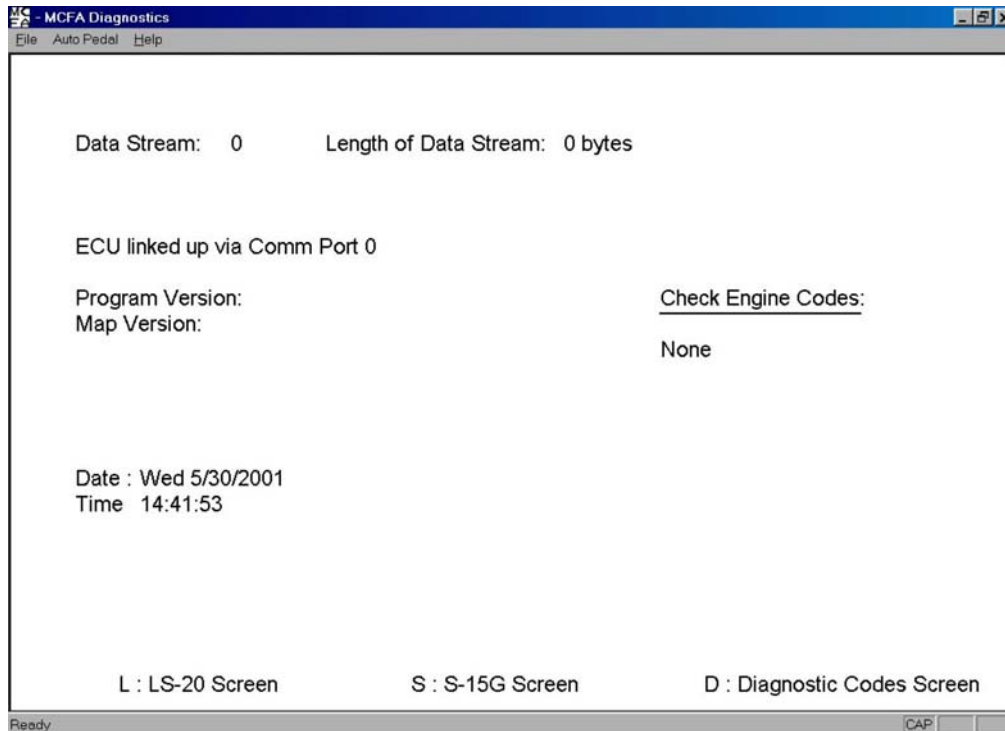 MCFA - MCFA Diagnostics
File Auto Pedal Help
Data Stream: 0 Length of Data Stream: 0 bytes
ECU linked up via Comm Port 0
Program Version:
Map Version:
Check Engine Codes:
None
Date : Wed 5/30/2001
Time 14:41:53
L : LS-20 Screen S : S-15G Screen D : Diagnostic Codes Screen
Ready CAP